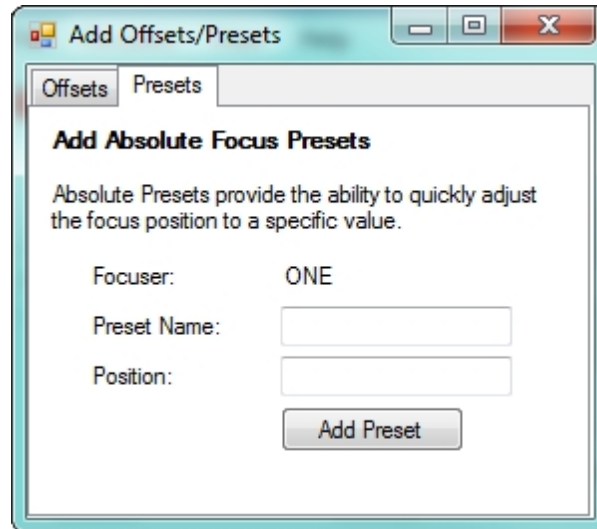 Add Offsets/Presets
Offsets
Presets
Add Absolute Focus Presets
Absolute Presets provide the ability to quickly adjust
the focus position to a specific value.
Focuser: ONE
Preset Name:
Position:
Add Preset